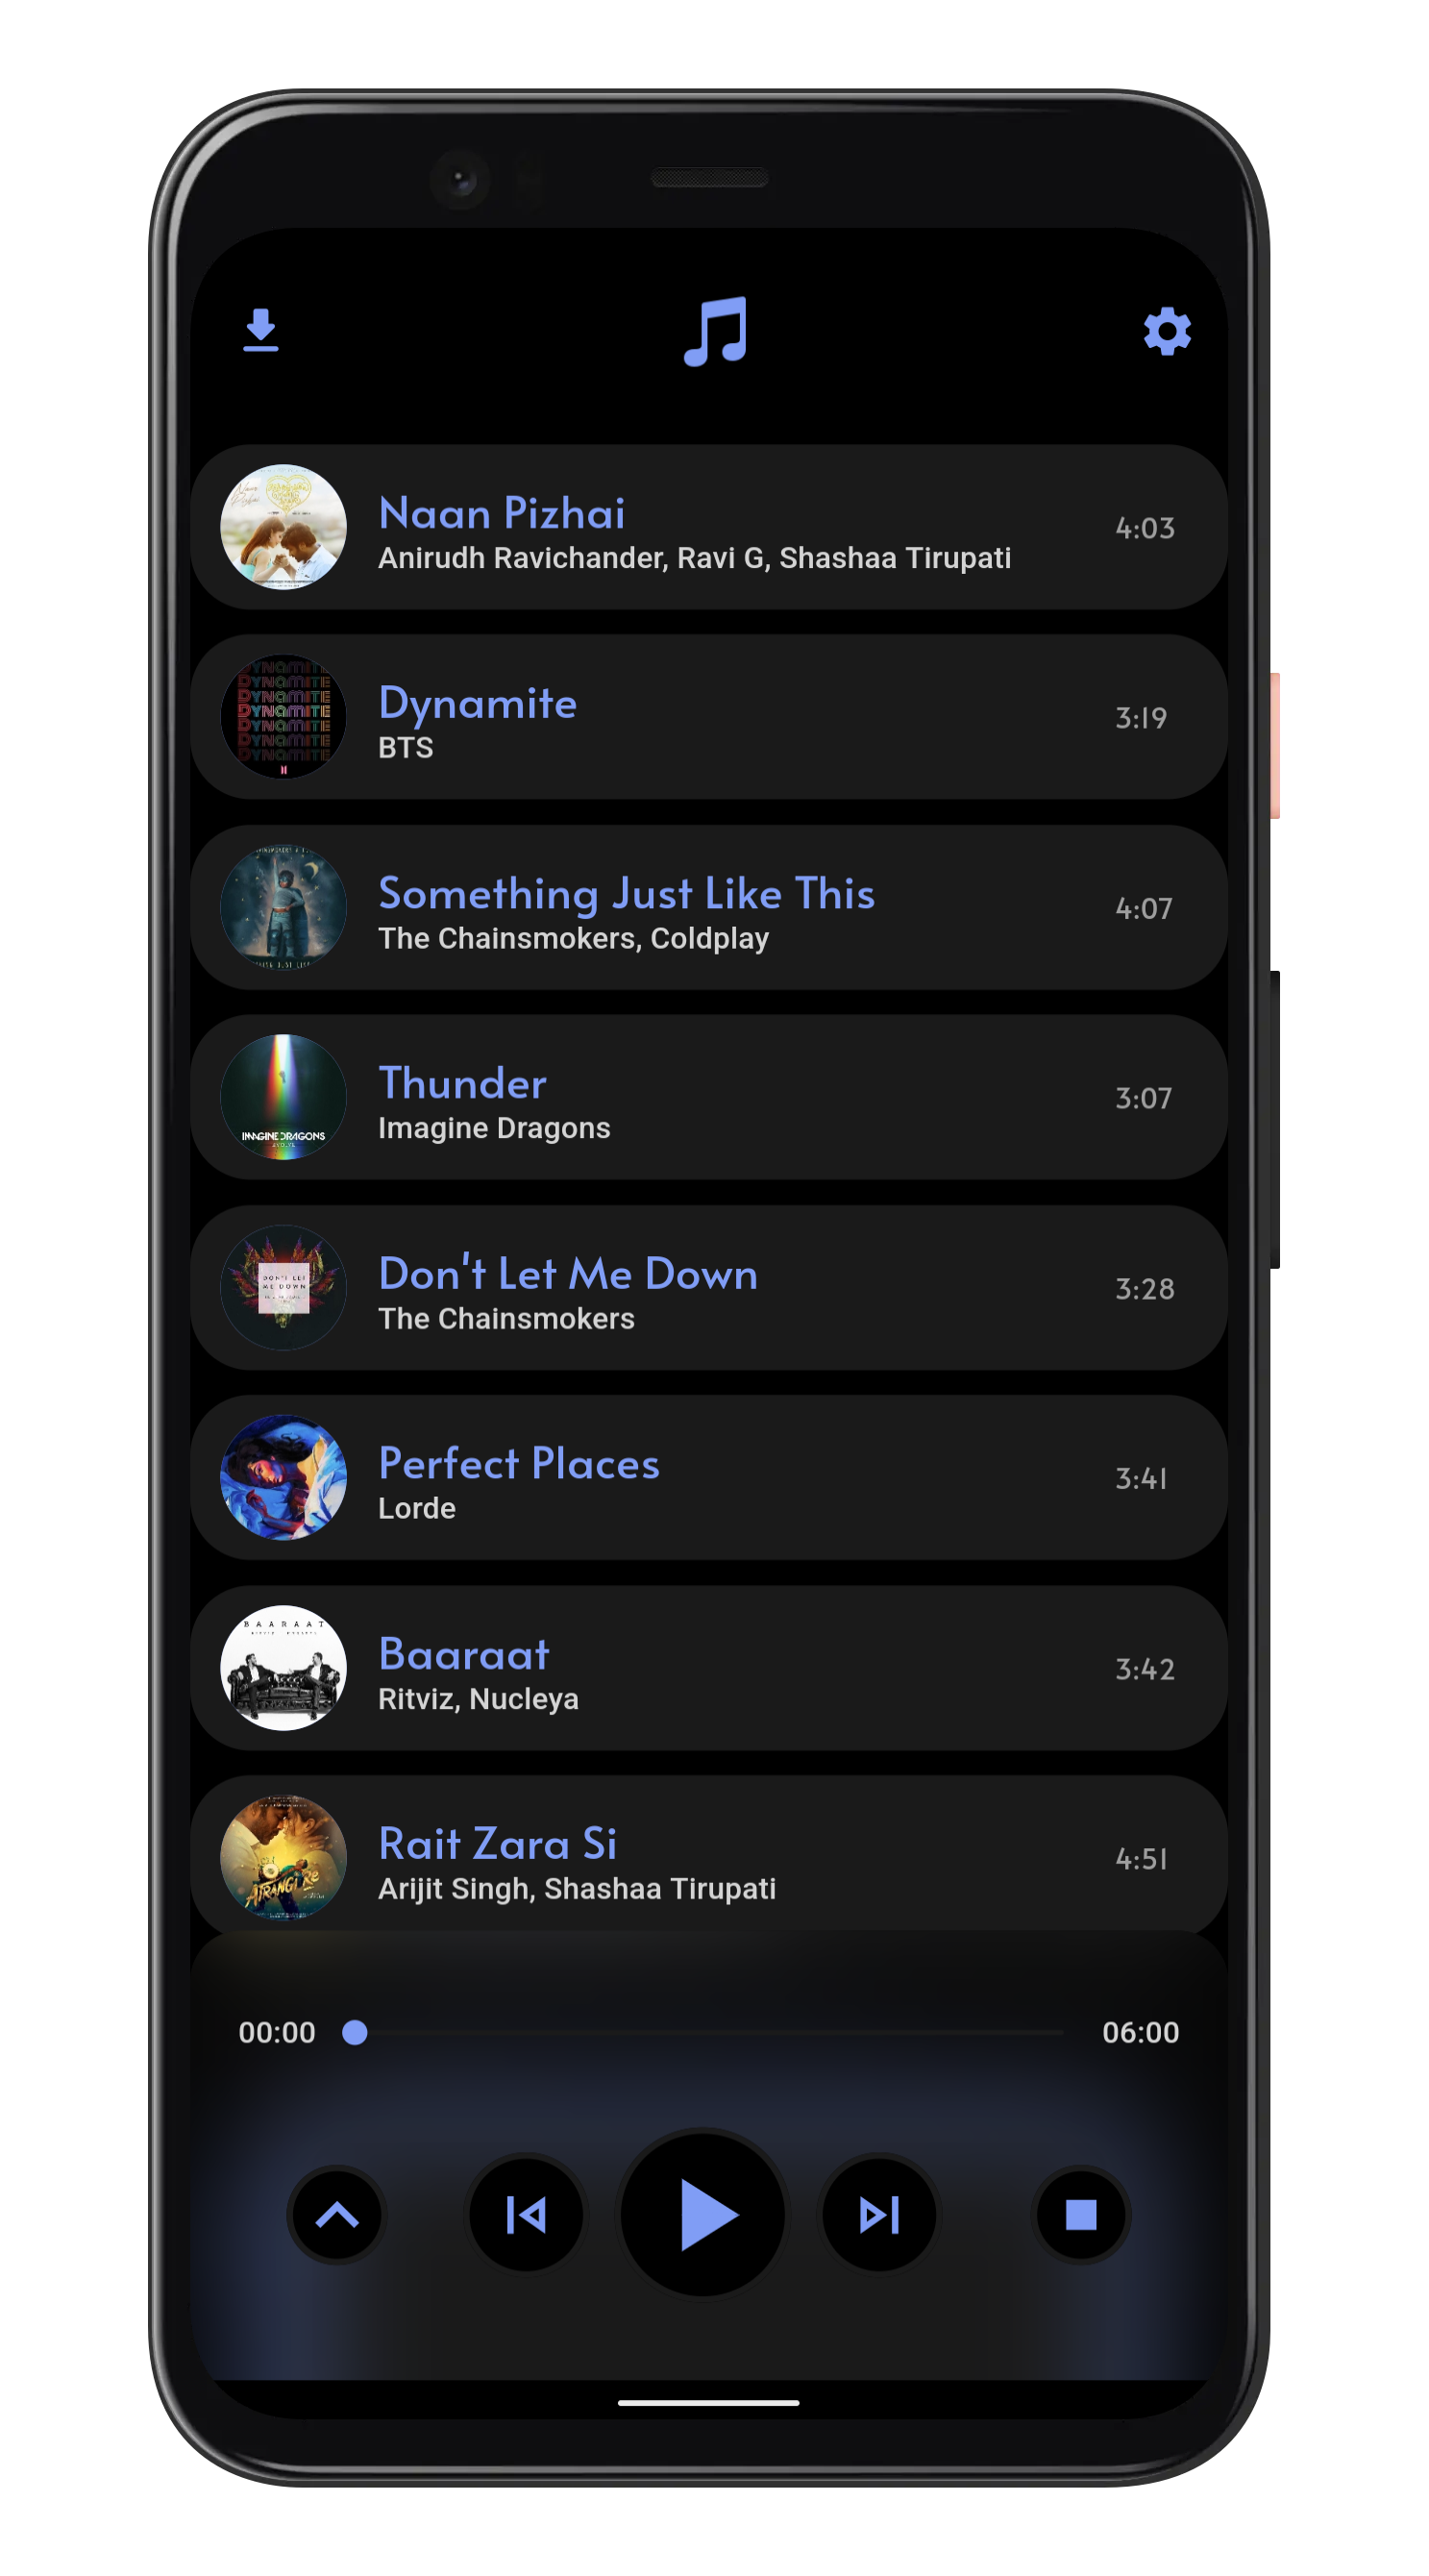 Naan Pizhai
Anirudh Ravichander, Ravi G, Shashaa Tirupati
4:03
DYNAMITE
DYNAMITE
DYNAMITE
DYNAMITE
DYNAMITE
DYNAMITE
DYNAMITE
Dynamite
BTS
3:19
Something Just Like This
The Chainsmokers, Coldplay
4:07
IMAGINE DRAGONS
EVOLVE
Thunder
Imagine Dragons
3:07
DON'T LET
ME DOWN
Don't Let Me Down
The Chainsmokers
3:28
Perfect Places
Lorde
3:41
BAARAAT
Baaraat
Ritviz, Nucleya
3:42
ATRANGI RE
Rait Zara Si
Arijit Singh, Shashaa Tirupati
4:51
00:00
06:00